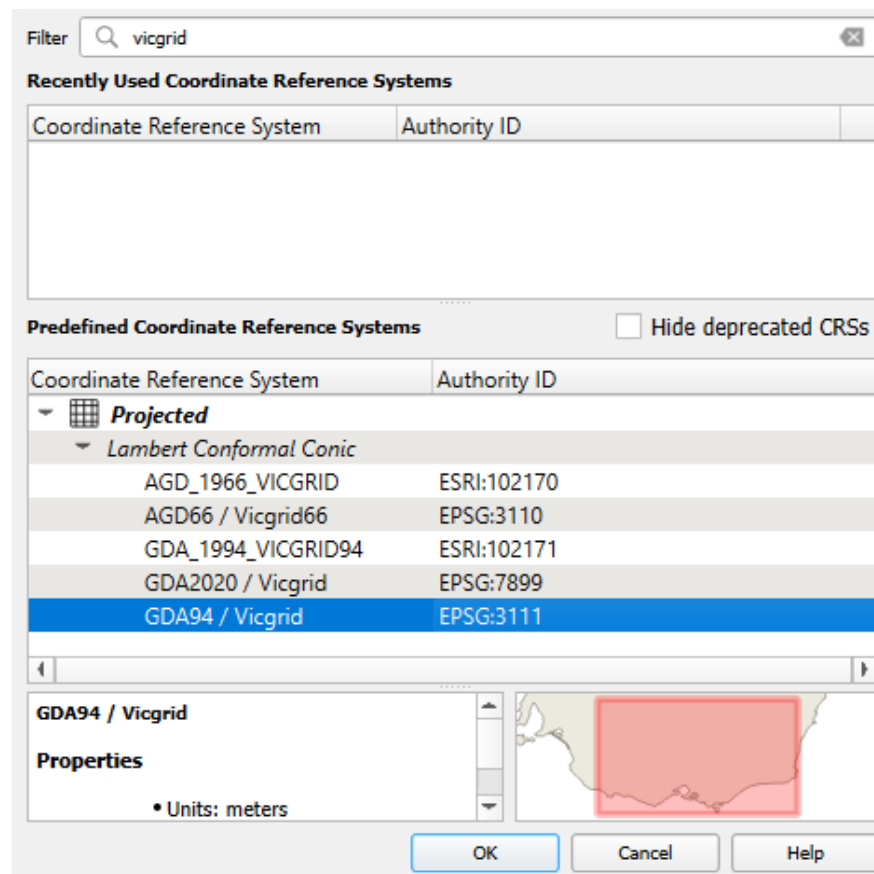 Filter vicgrid
Recently Used Coordinate Reference Systems
Coordinate Reference System Authority ID
Predefined Coordinate Reference Systems Hide deprecated CRSs
Coordinate Reference System Authority ID
Projected
Lambert Conformal Conic
AGD_1966_VICGRID ESRI:102170
AGD66 / Vicgrid66 EPSG:3110
GDA_1994_VICGRID94 ESRI:102171
GDA2020 / Vicgrid EPSG:7899
GDA94 / Vicgrid EPSG:3111
GDA94 / Vicgrid
Properties
• Units: meters
OK Cancel Help